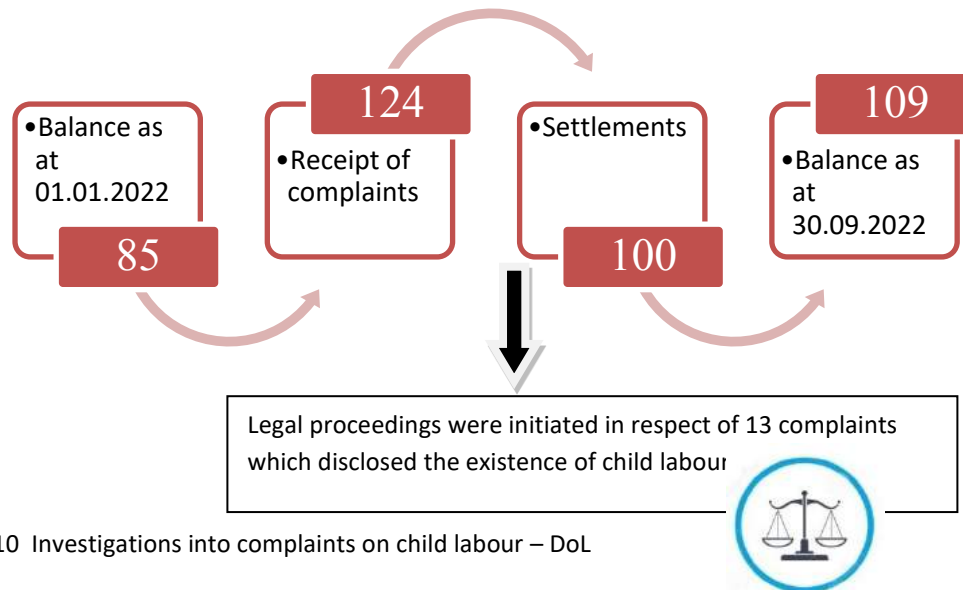 •Balance as
at
01.01.2022
85
124
•Receipt of
complaints
•Settlements
100
109
•Balance as
at
30.09.2022
Legal proceedings were initiated in respect of 13 complaints
which disclosed the existence of child labour
10 Investigations into complaints on child labour – DoL